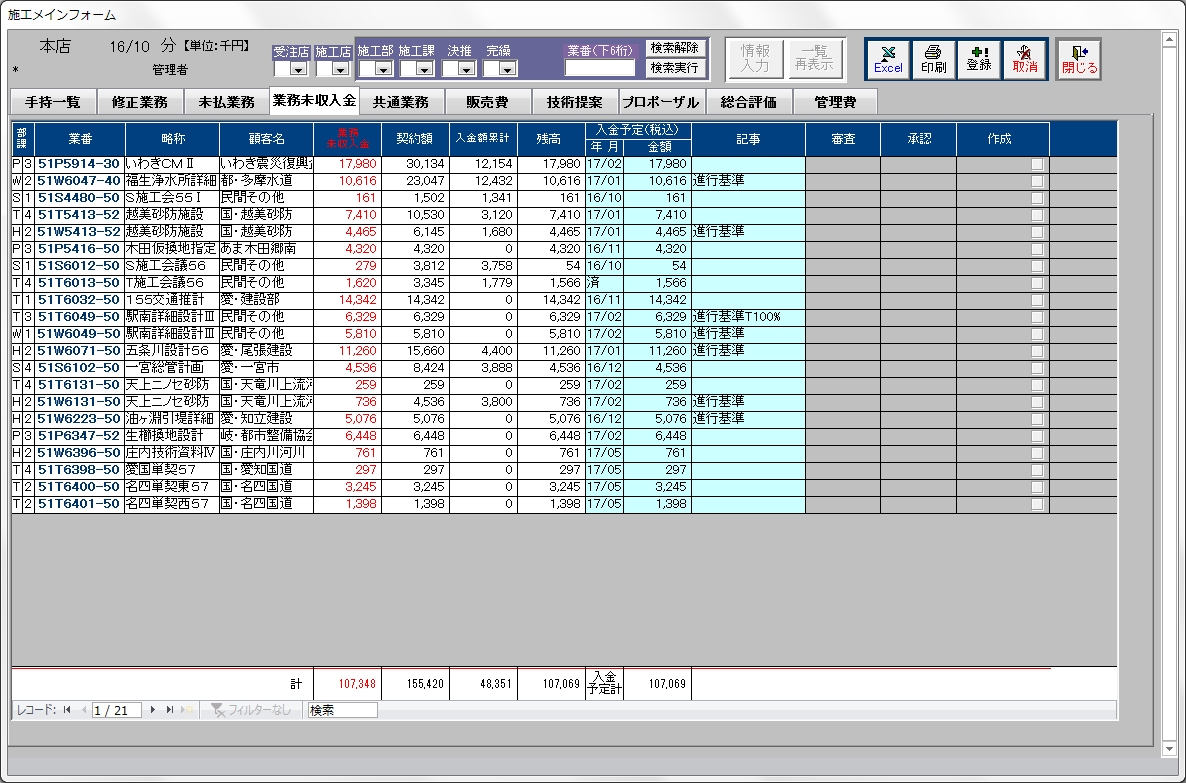 施工メインフォーム
本店 16/10 分 【単位:千円】
* 管理者
受注店 施工店 施工部 施工課 決推 完繰 業番(下6桁) 検索解除 検索実行
情報入力 一覧再表示 Excel 印刷 登録 取消 閉じる
手持一覧 修正業務 未払業務 業務未収入金 共通業務 販売費 技術提案 プロポーザル 総合評価 管理費
部課 業番 略称 顧客名 業務未収入金 契約額 入金額累計 残高 入金予定(税込) 年 月 金額 記事 審査 承認 作成
P 3 51P5914-30 いわきCMⅡ いわき震災復興 17,980 30,134 12,154 17,980 17/02 17,980
W 2 51W6047-40 福生浄水所詳細 都・多摩水道 10,616 23,047 12,432 10,616 17/01 10,616 進行基準
S 1 51S4480-50 S施工会55Ⅰ 民間その他 161 1,502 1,341 161 16/10 161
T 4 51T5413-52 越美砂防施設 国・越美砂防 7,410 10,530 3,120 7,410 17/01 7,410
H 2 51W5413-52 越美砂防施設 国・越美砂防 4,465 6,145 1,680 4,465 17/01 4,465 進行基準
P 3 51P5416-50 木田仮換地指定 あま木田郷南 4,320 4,320 0 4,320 16/11 4,320
S 1 51S6012-50 S施工会議56 民間その他 279 3,812 3,758 54 16/10 54
T 4 51T6013-50 T施工会議56 民間その他 1,620 3,345 1,779 1,566 済 1,566
T 1 51T6032-50 155交通推計 愛・建設部 14,342 14,342 0 14,342 16/11 14,342
T 3 51T6049-50 駅南詳細設計Ⅲ 民間その他 6,329 6,329 0 6,329 17/02 6,329 進行基準T100%
W 1 51W6049-50 駅南詳細設計Ⅲ 民間その他 5,810 5,810 0 5,810 17/02 5,810 進行基準
H 2 51W6071-50 五条川設計56 愛・尾張建設 11,260 15,660 4,400 11,260 17/01 11,260 進行基準
S 4 51S6102-50 一宮総管計画 愛・一宮市 4,536 8,424 3,888 4,536 16/12 4,536
T 4 51T6131-50 天上ニノセ砂防 国・天竜川上流河 259 259 0 259 17/02 259
H 2 51W6131-50 天上ニノセ砂防 国・天竜川上流河 736 4,536 3,800 736 17/02 736 進行基準
H 2 51W6223-50 油ヶ淵引堤詳細 愛・知立建設 5,076 5,076 0 5,076 16/12 5,076 進行基準
P 3 51P6347-52 生棚換地設計 岐・都市整備協会 6,448 6,448 0 6,448 17/02 6,448
H 2 51W6396-50 庄内技術資料Ⅳ 国・庄内川河川 761 761 0 761 17/05 761
T 4 51T6398-50 愛国単契57 国・愛知国道 297 297 0 297 17/05 297
T 2 51T6400-50 名四単契東57 国・名四国道 3,245 3,245 0 3,245 17/05 3,245
T 2 51T6401-50 名四単契西57 国・名四国道 1,398 1,398 0 1,398 17/05 1,398
計 107,348 155,420 48,351 107,069 入金予定計 107,069
レコード: 1 / 21 フィルターなし 検索